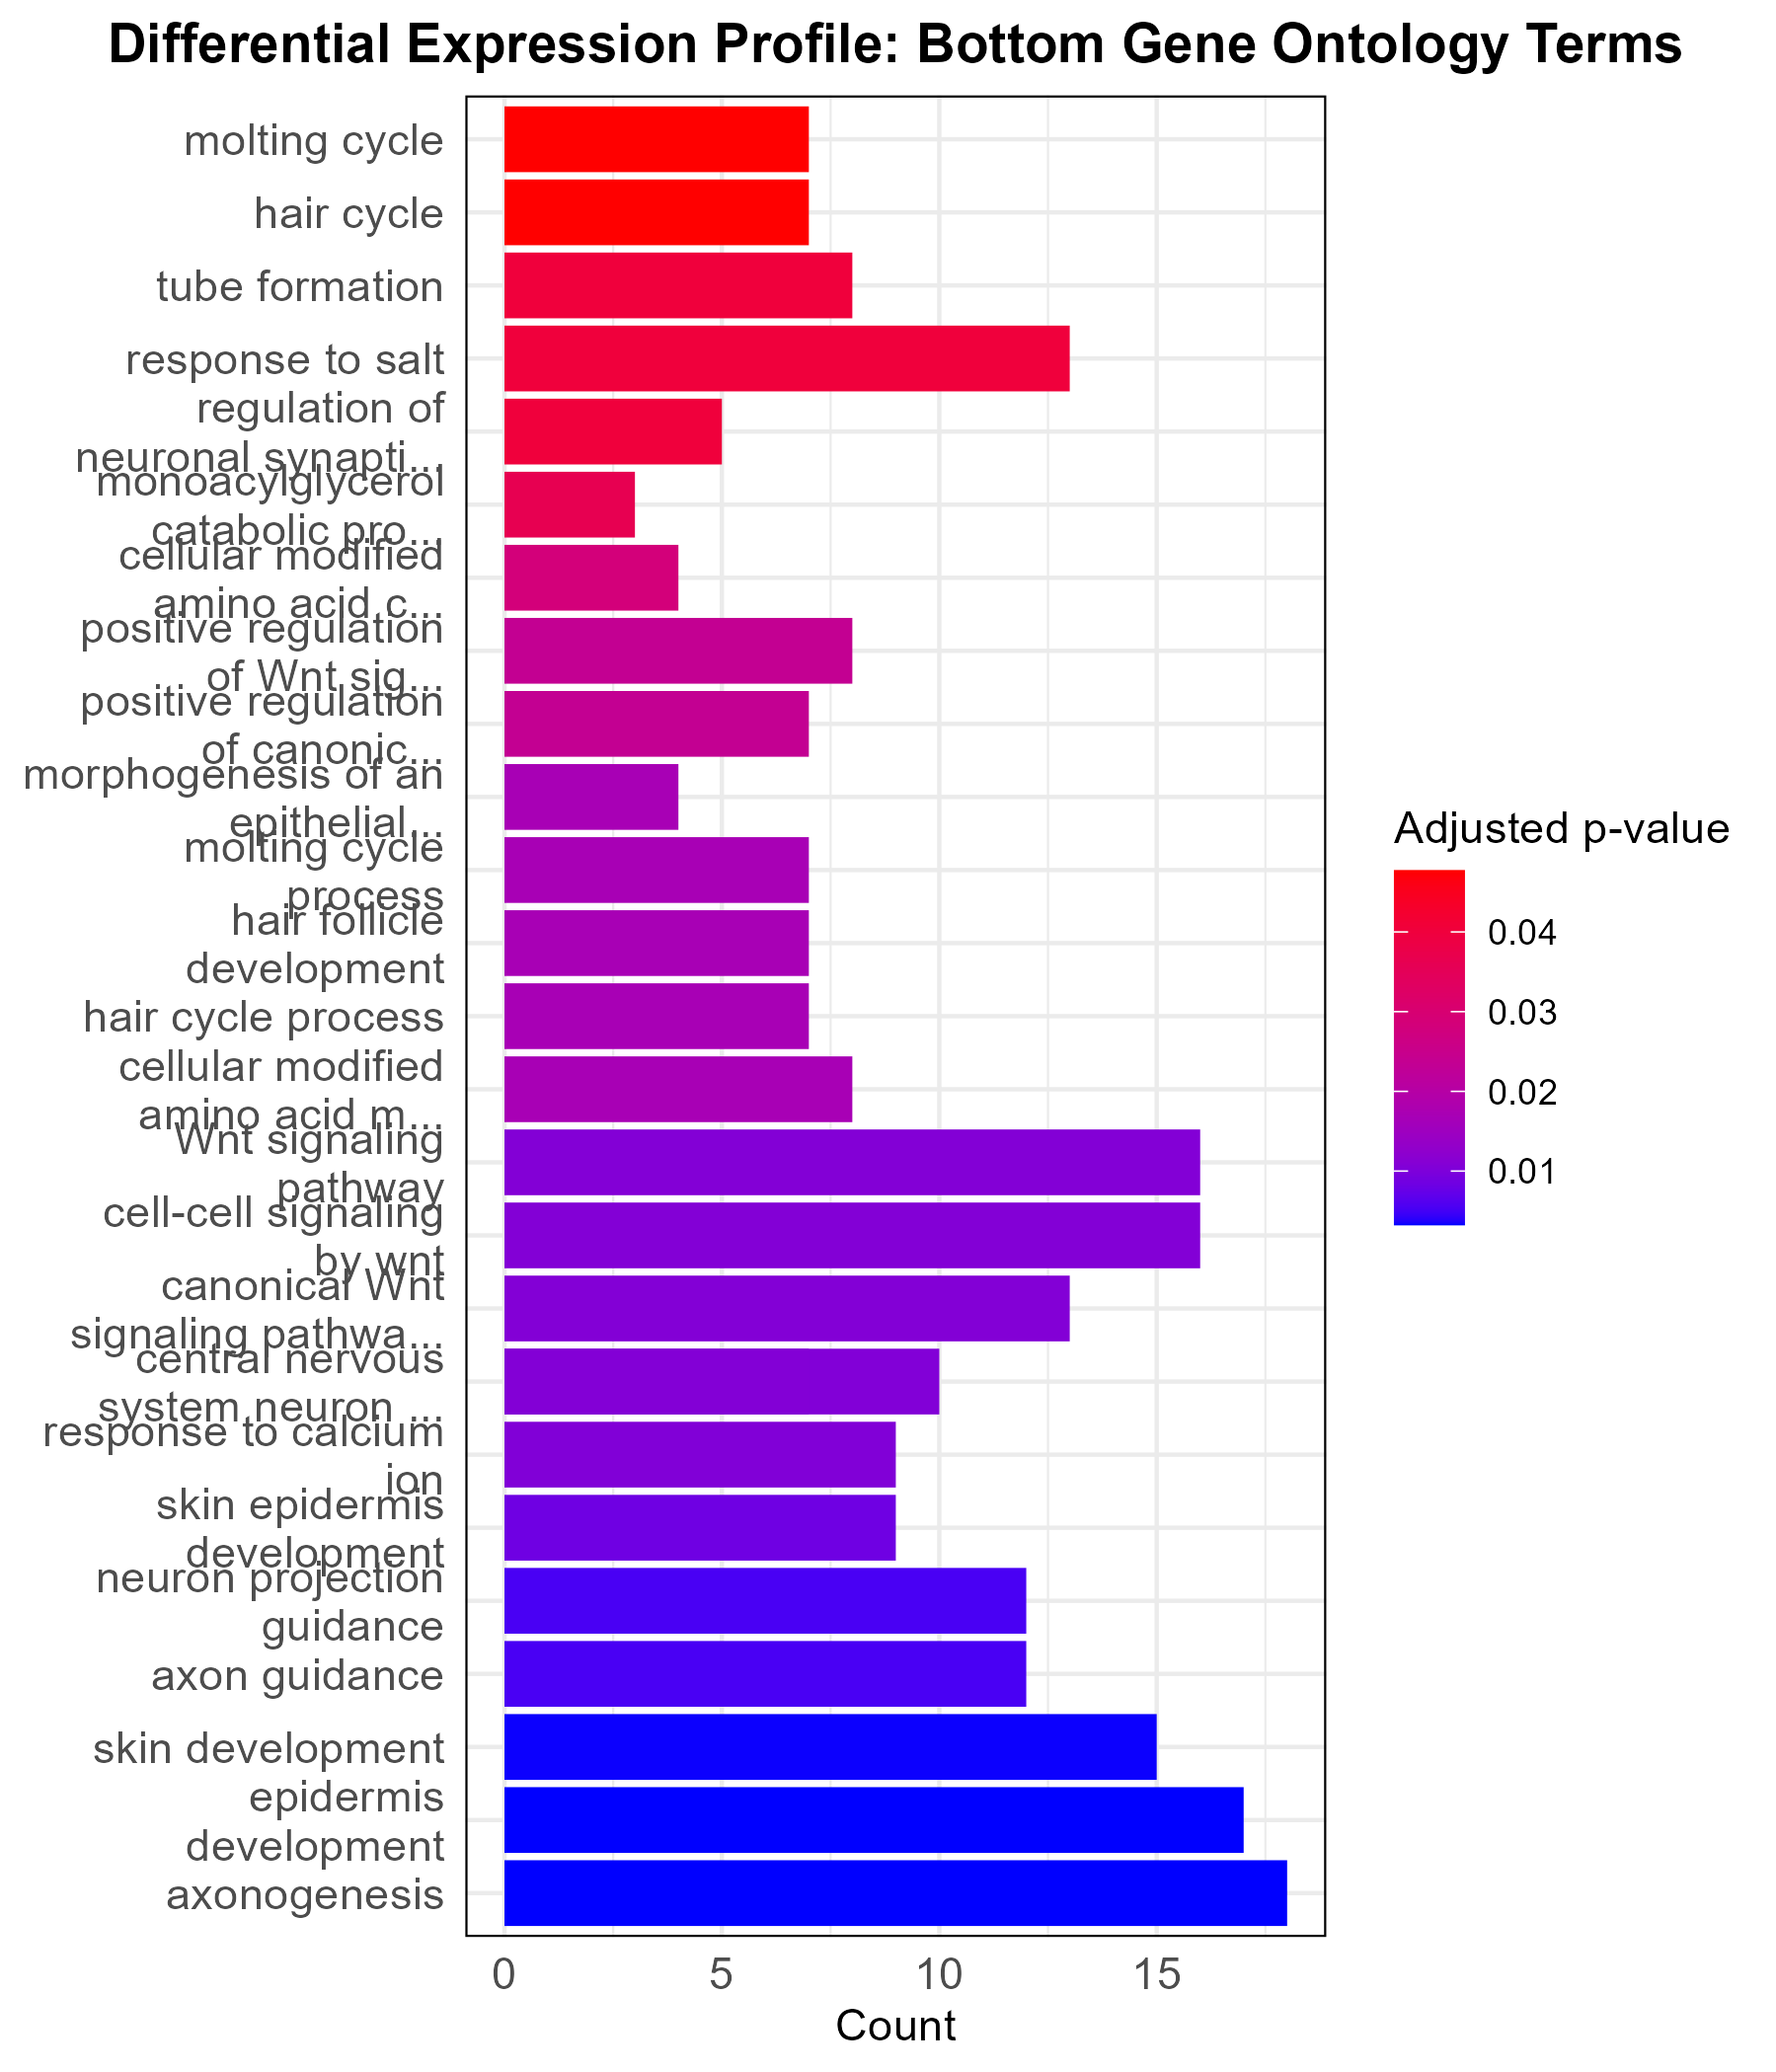 Differential Expression Profile: Bottom Gene Ontology Terms
molting cycle
hair cycle
tube formation
response to salt
regulation of
neuronal synapti...
monoacylglycerol
catabolic pro...
cellular modified
amino acid c...
positive regulation
of Wnt sig...
positive regulation
of canonic...
morphogenesis of an
epithelial...
molting cycle
process
hair follicle
development
hair cycle process
cellular modified
amino acid m...
Wnt signaling
pathway
cell-cell signaling
by wnt
canonical Wnt
signaling pathwa...
central nervous
system neuron ...
response to calcium
ion
skin epidermis
development
neuron projection
guidance
axon guidance
skin development
epidermis
development
axonogenesis
0 5 10 15
Count
Adjusted p-value
0.04
0.03
0.02
0.01